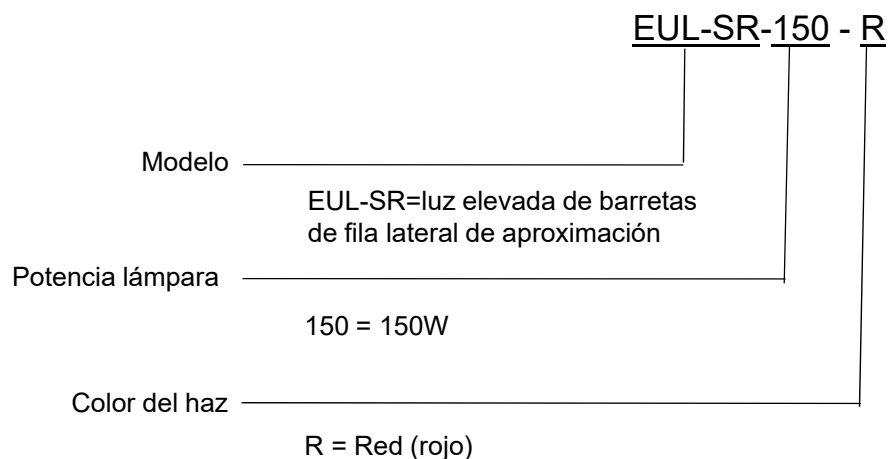 EUL-SR-150 - R
Modelo
EUL-SR=luz elevada de barretas
de fila lateral de aproximación
Potencia lámpara
150 = 150W
Color del haz
R = Red (rojo)